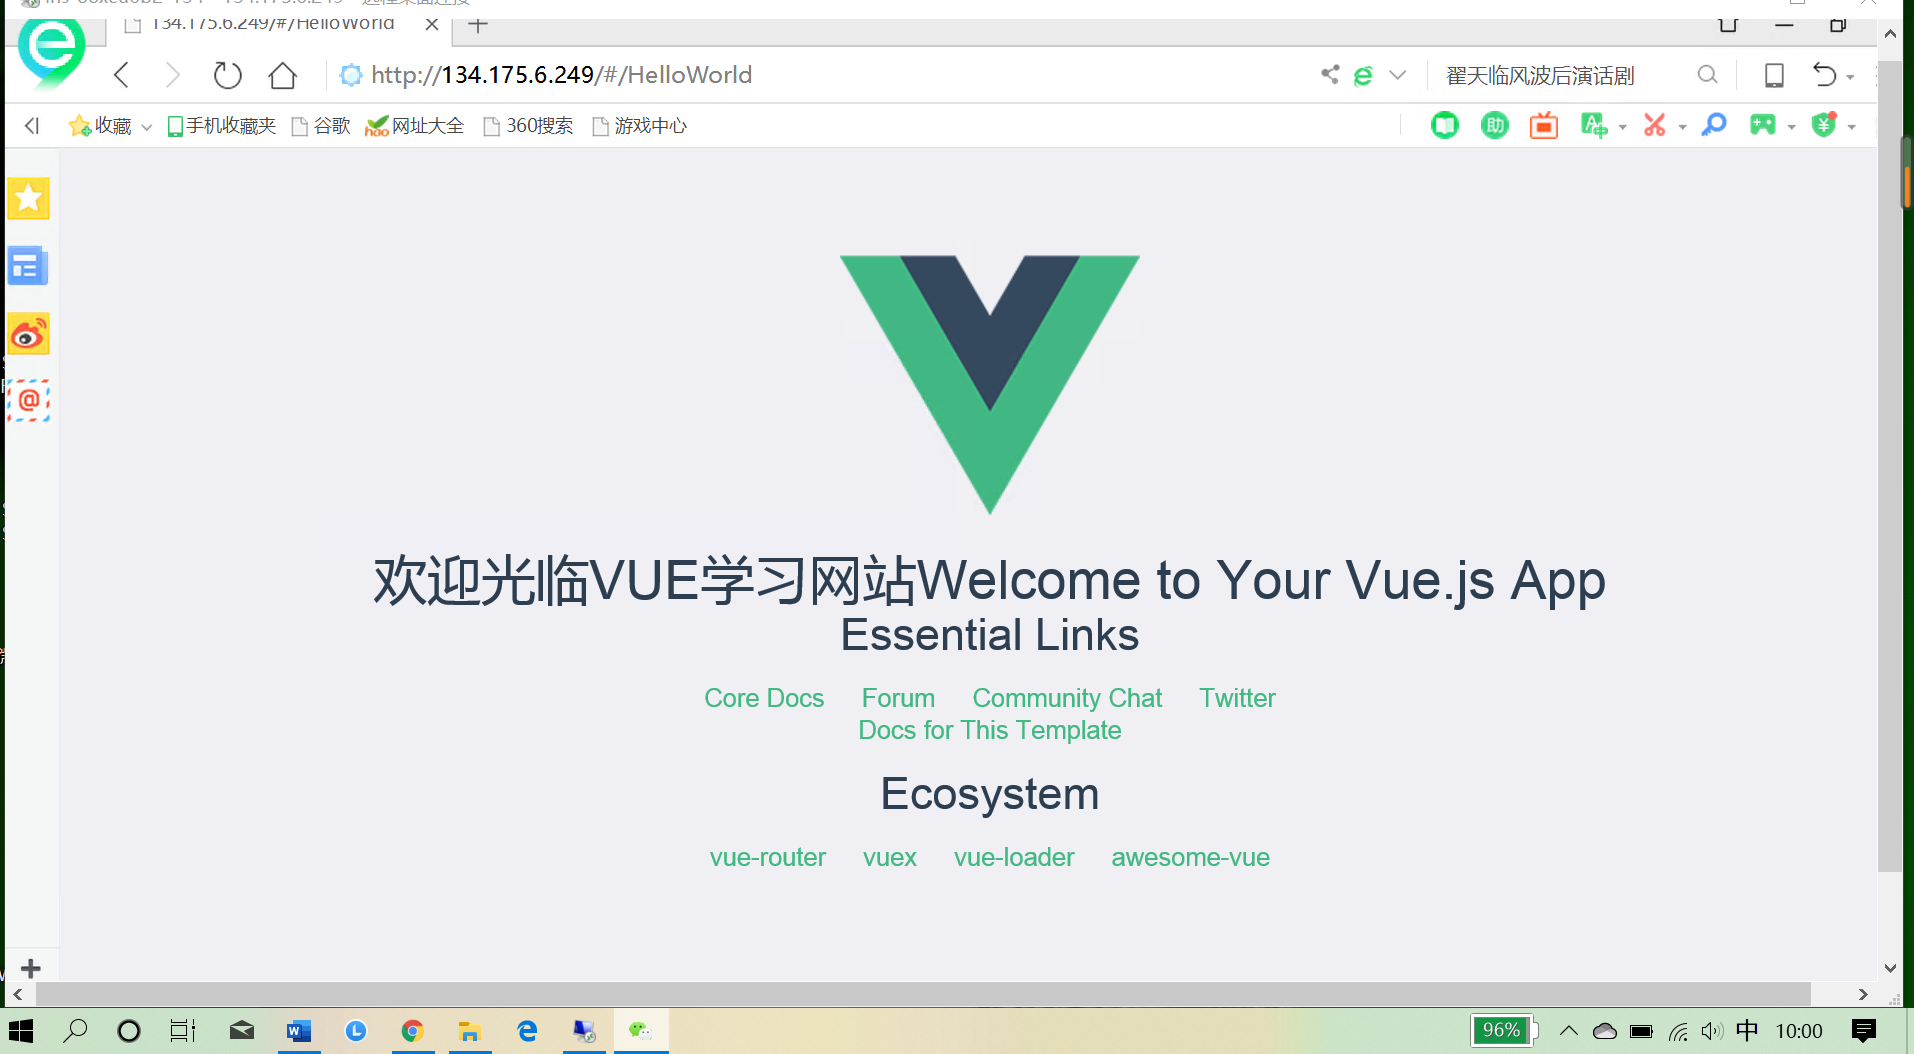 134.175.6.249/#/HelloWorld
http://134.175.6.249/#/HelloWorld
翟天临风波后演话剧
收藏 手机收藏夹 谷歌 hao 网址大全 360搜索 游戏中心
助
@
欢迎光临VUE学习网站Welcome to Your Vue.js App
Essential Links
Core Docs Forum Community Chat Twitter
Docs for This Template
Ecosystem
vue-router vuex vue-loader awesome-vue
96% 中 10:00